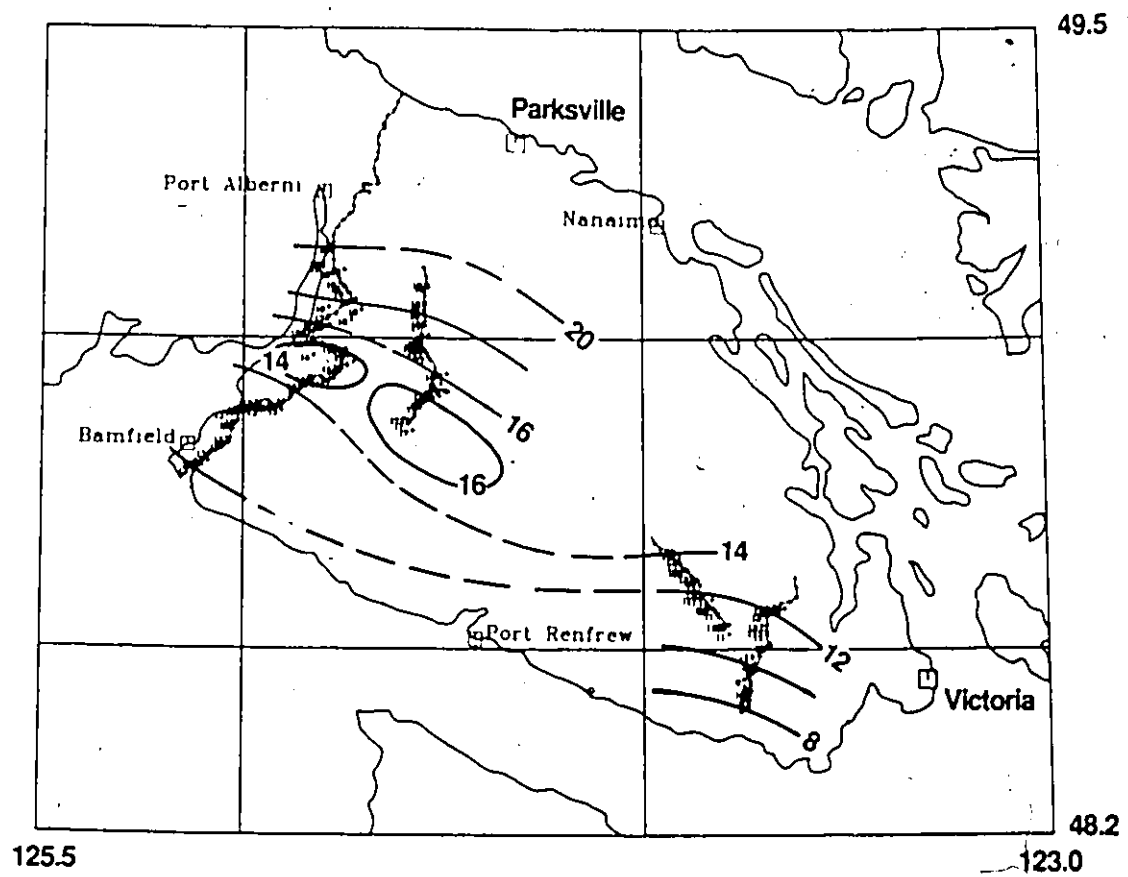 49.5
Parksville
Port Alberni
Nanaimo
20
14
16
Bamfield
16
14
Port Renfrew
12
Victoria
8
48.2
125.5
123.0